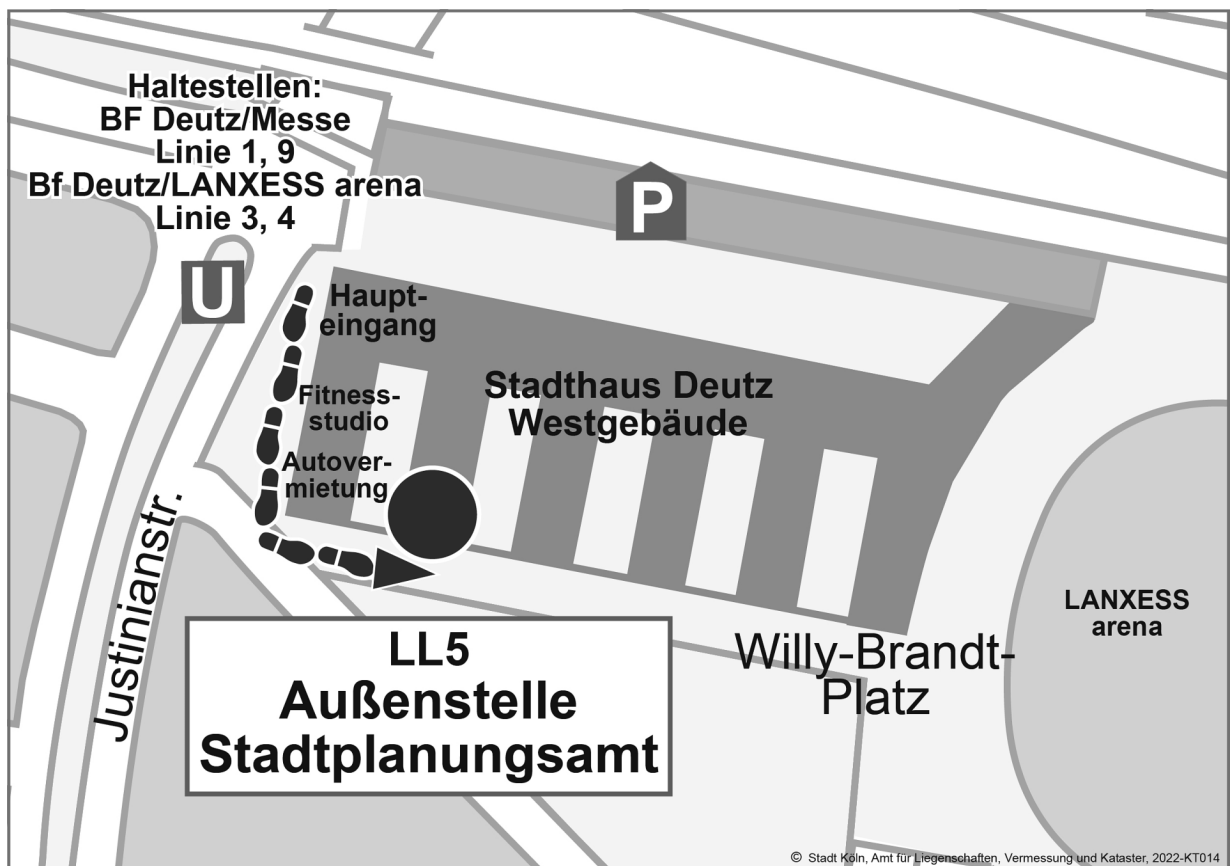 Haltestellen:
BF Deutz/Messe
Linie 1, 9
Bf Deutz/LANXESS arena
Linie 3, 4
P
U
Haupt-
eingang
Stadthaus Deutz
Westgebäude
Fitness-
studio
Autover-
mietung
Justinianstr.
LANXESS
arena
Willy-Brandt-
Platz
LL5
Außenstelle
Stadtplanungsamt
© Stadt Köln, Amt für Liegenschaften, Vermessung und Kataster, 2022-KT014